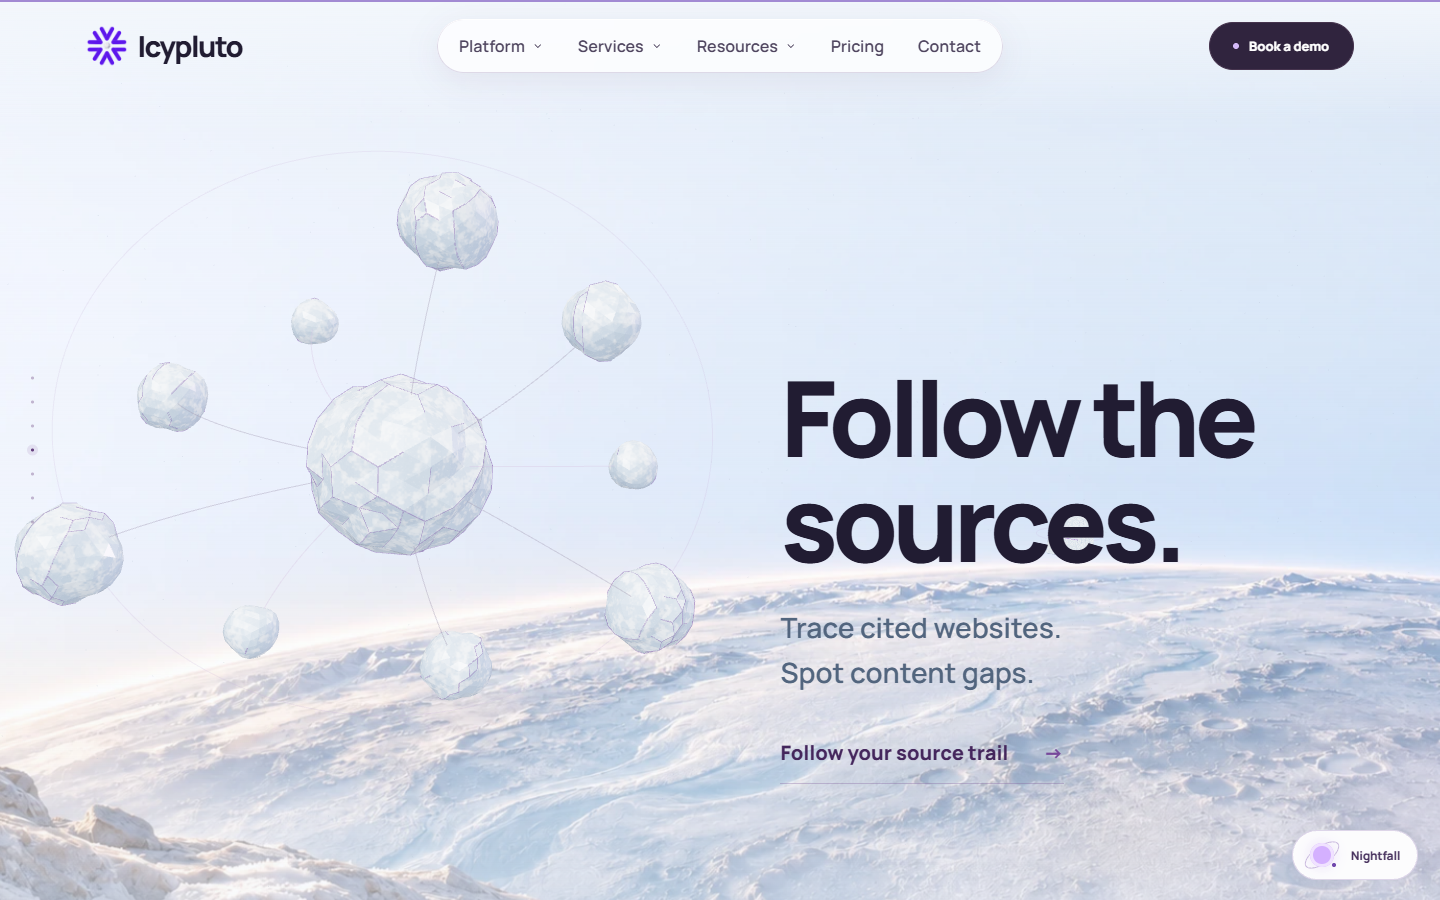 Icypluto
Platform
Services
Resources
Pricing
Contact
Book a demo
Follow the
sources.
Trace cited websites.
Spot content gaps.
Follow your source trail →
Nightfall